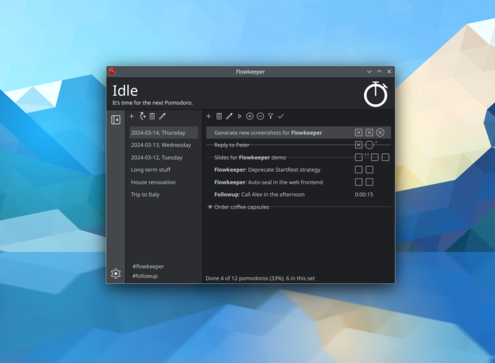 Flowkeeper
Idle
It's time for the next Pomodoro.
2024-03-14, Thursday
2024-03-13, Wednesday
2024-03-12, Tuesday
Long-term stuff
House renovation
Trip to Italy
#flowkeeper
#followup
Generate new screenshots for Flowkeeper
Reply to Peter
Slides for Flowkeeper demo
Flowkeeper: Deprecate StartRest strategy
Flowkeeper: Auto-seal in the web frontend
Followup: Call Alex in the afternoon 0:00:15
Order coffee capsules
Done 4 of 12 pomodoros (33%), 6 in this set